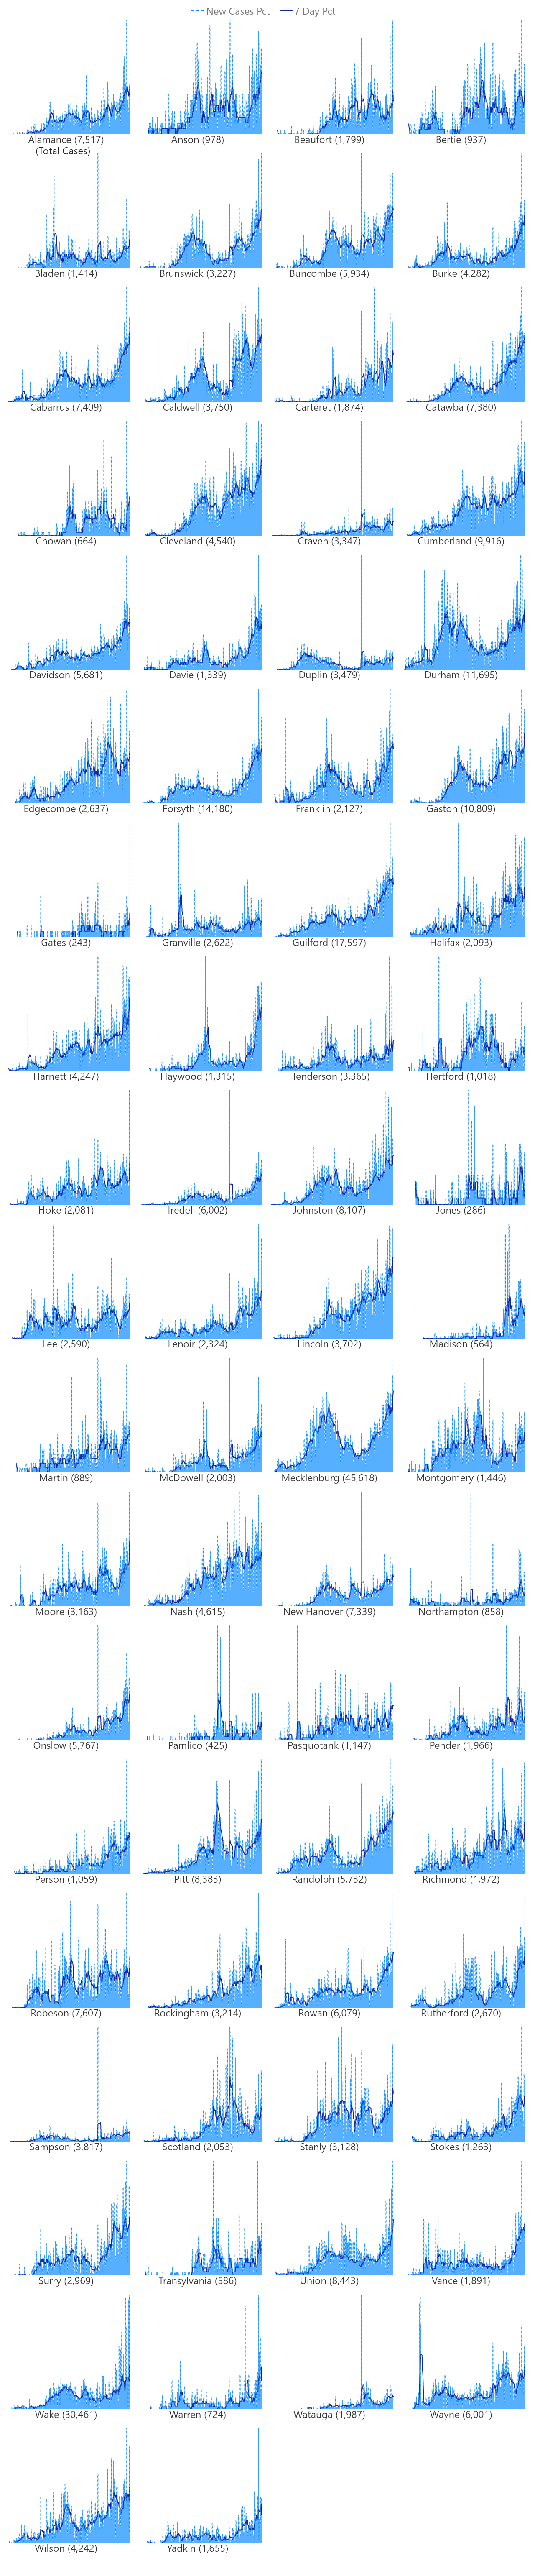 New Cases Pct 7 Day Pct
Alamance (7,517) Anson (978) Beaufort (1,799) Bertie (937)
(Total Cases)
Bladen (1,414) Brunswick (3,227) Buncombe (5,934) Burke (4,282)
Cabarrus (7,409) Caldwell (3,750) Carteret (1,874) Catawba (7,380)
Chowan (664) Cleveland (4,540) Craven (3,347) Cumberland (9,916)
Davidson (5,681) Davie (1,339) Duplin (3,479) Durham (11,695)
Edgecombe (2,637) Forsyth (14,180) Franklin (2,127) Gaston (10,809)
Gates (243) Granville (2,622) Guilford (17,597) Halifax (2,093)
Harnett (4,247) Haywood (1,315) Henderson (3,365) Hertford (1,018)
Hoke (2,081) Iredell (6,002) Johnston (8,107) Jones (286)
Lee (2,590) Lenoir (2,324) Lincoln (3,702) Madison (564)
Martin (889) McDowell (2,003) Mecklenburg (45,618) Montgomery (1,446)
Moore (3,163) Nash (4,615) New Hanover (7,339) Northampton (858)
Onslow (5,767) Pamlico (425) Pasquotank (1,147) Pender (1,966)
Person (1,059) Pitt (8,383) Randolph (5,732) Richmond (1,972)
Robeson (7,607) Rockingham (3,214) Rowan (6,079) Rutherford (2,670)
Sampson (3,817) Scotland (2,053) Stanly (3,128) Stokes (1,263)
Surry (2,969) Transylvania (586) Union (8,443) Vance (1,891)
Wake (30,461) Warren (724) Watauga (1,987) Wayne (6,001)
Wilson (4,242) Yadkin (1,655)